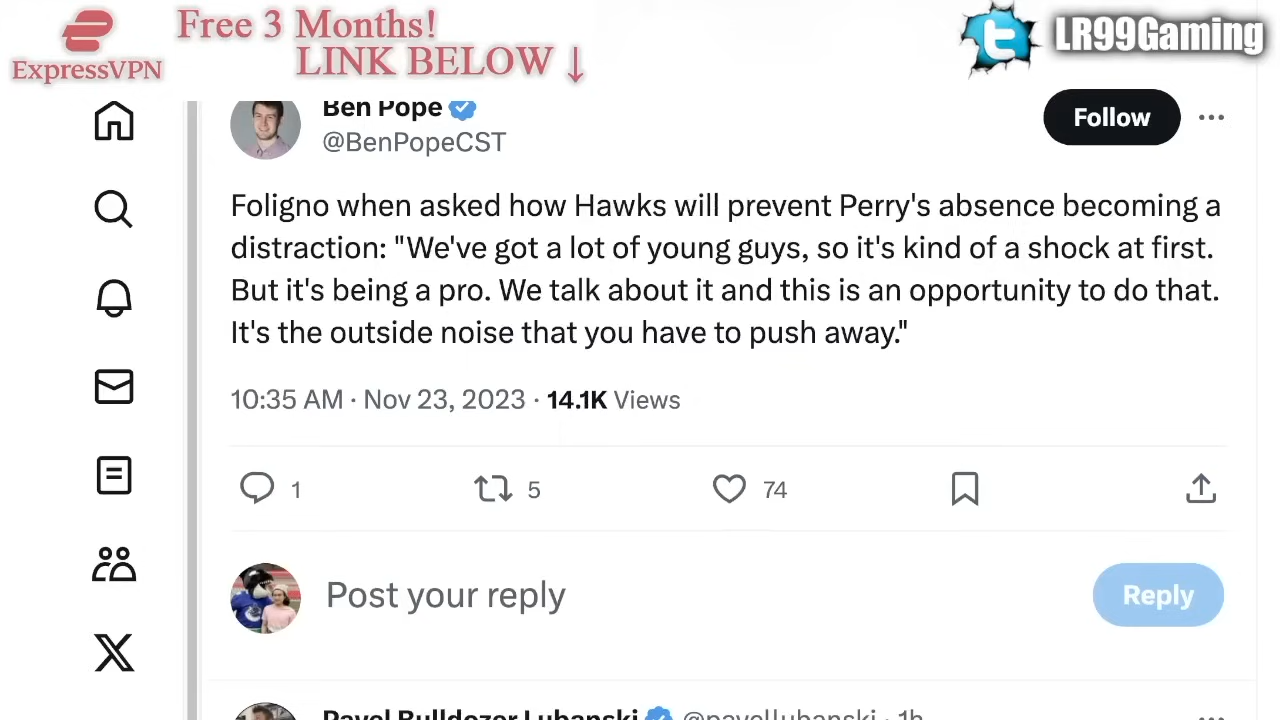 Free 3 Months!
LINK BELOW ↓
ExpressVPN
LR99Gaming
Ben Pope
@BenPopeCST
Follow
Foligno when asked how Hawks will prevent Perry's absence becoming a
distraction: "We've got a lot of young guys, so it's kind of a shock at first.
But it's being a pro. We talk about it and this is an opportunity to do that.
It's the outside noise that you have to push away."
10:35 AM · Nov 23, 2023 · 14.1K Views
1 5 74
Post your reply
Reply
Pavel Bulldozer Lubanski @pavellubanski · 1h